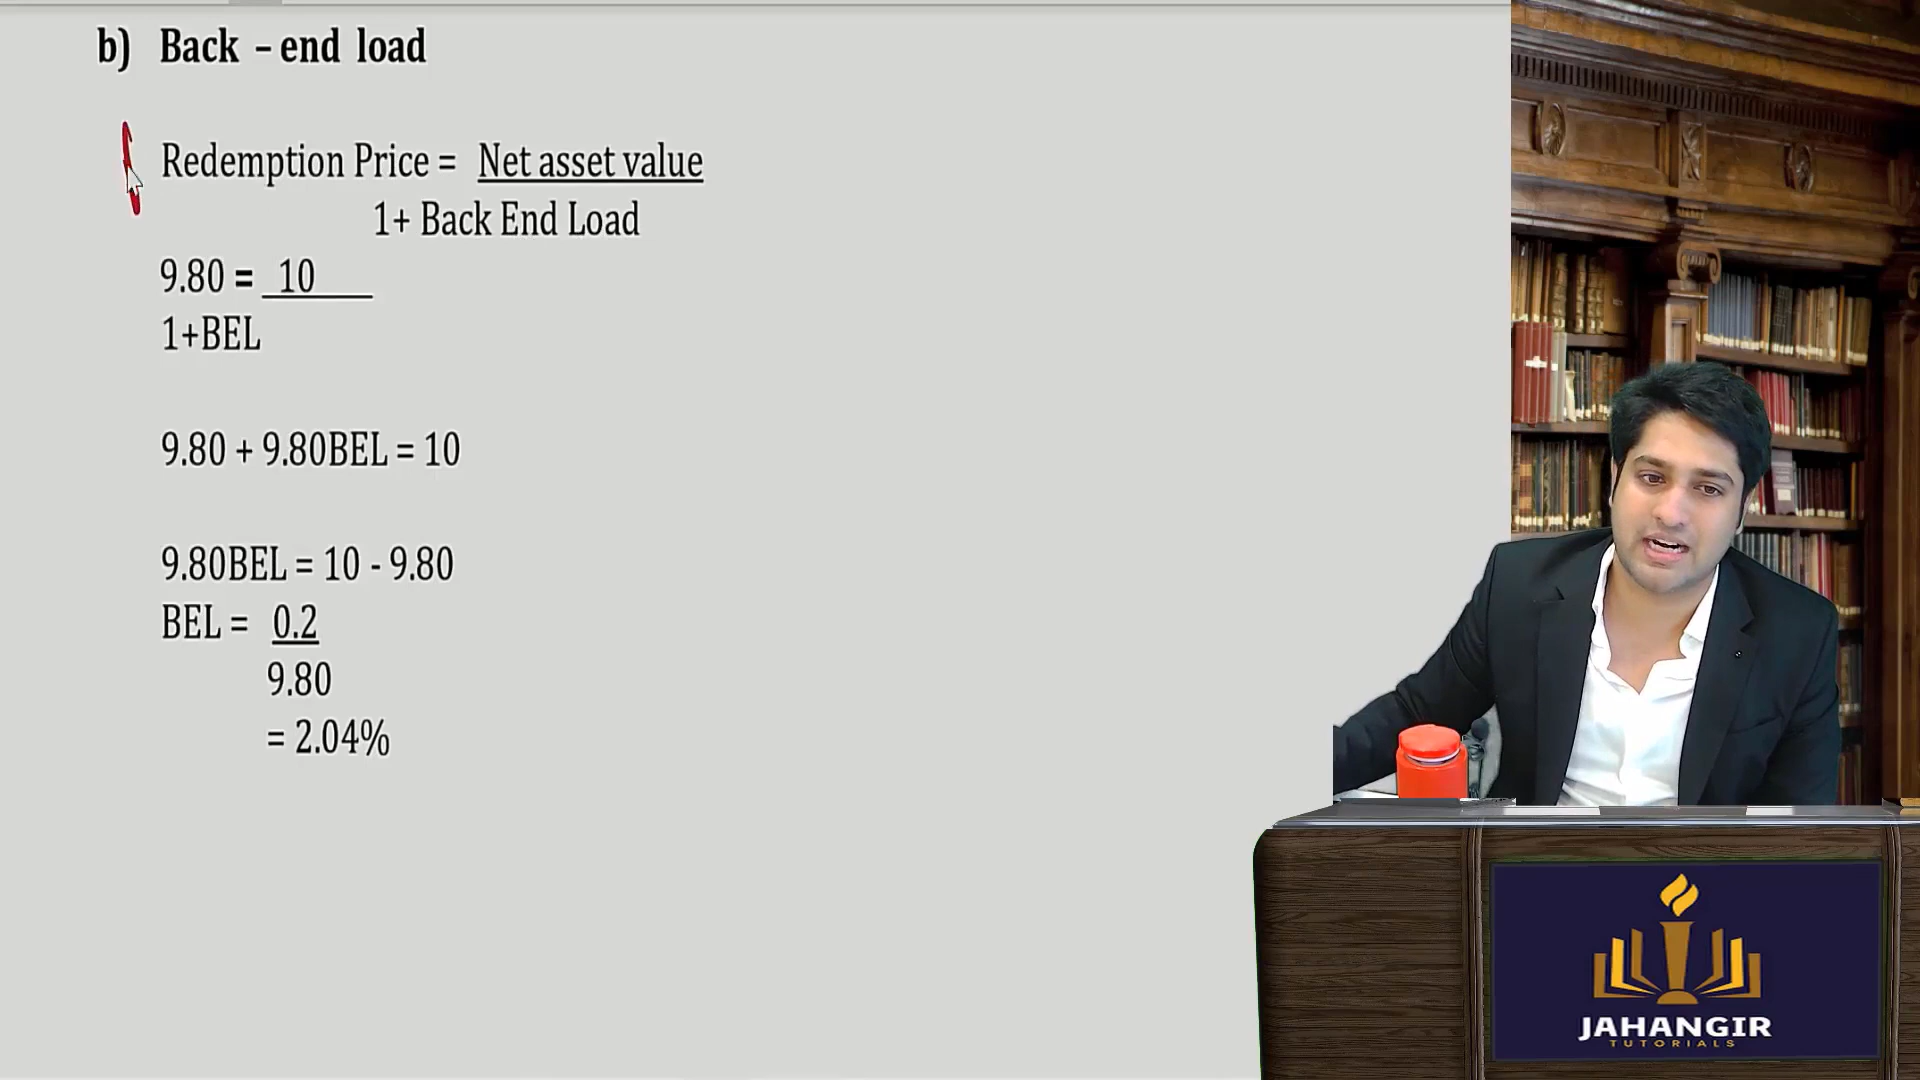 b) Back – end load
Redemption Price = Net asset value
1+ Back End Load
9.80 = 10
1+BEL
9.80 + 9.80BEL = 10
9.80BEL = 10 - 9.80
BEL = 0.2
9.80
= 2.04%
JAHANGIR
TUTORIALS